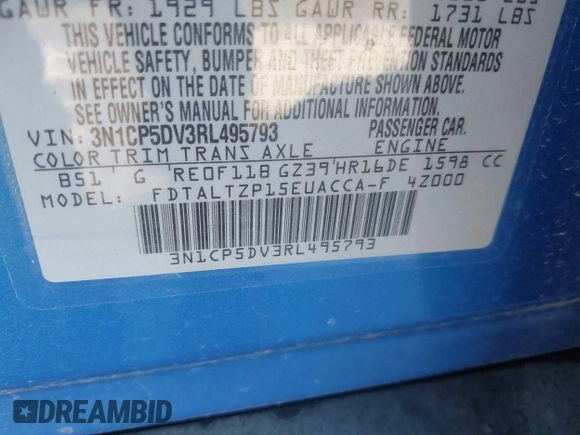 GAWR FR: 1929 LBS GAWR RR: 1731 LBS
THIS VEHICLE CONFORMS TO ALL APPLICABLE FEDERAL MOTOR
VEHICLE SAFETY, BUMPER AND THEFT PREVENTION STANDARDS
IN EFFECT ON THE DATE OF MANUFACTURE SHOWN ABOVE.
SEE OWNER'S MANUAL FOR ADDITIONAL INFORMATION.
VIN: 3N1CP5DV3RL495793 PASSENGER CAR.
COLOR TRIM TRANS AXLE ENGINE
B51 G RE0F11B GZ39 HR16DE 1598 CC
MODEL: FDTALTZP15EUACCA-F 4Z000
3N1CP5DV3RL495793
DREAMBID